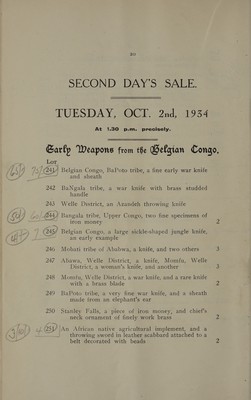 20
SECOND DAY'S SALE.
TUESDAY, OCT. 2nd, 1934
At 1.30 p.m. precisely.
Early Weapons from the Belgian Congo.
Lot
241 Belgian Congo, BaPoto tribe, a fine early war knife
and sheath
242 BaNgala tribe, a war knife with brass studded
handle
243 Welle District, an Azandeh throwing knife
244 Bangala tribe, Upper Congo, two fine specimens of
iron money 2
245 Belgian Congo, a large sickle-shaped jungle knife,
an early example
246 Mobati tribe of Ababwa, a knife, and two others 3
247 Abawa, Welle District, a knife, Momfu, Welle
District, a woman's knife, and another 3
248 Momfu, Welle District, a war knife, and a rare knife
with a brass blade 2
249 BaPoto tribe, a very fine war knife, and a sheath
made from an elephant's ear
250 Stanley Falls, a piece of iron money, and chief's
neck ornament of finely work brass 2
251 An African native agricultural implement, and a
throwing sword in leather scabbard attached to a
belt decorated with beads 2